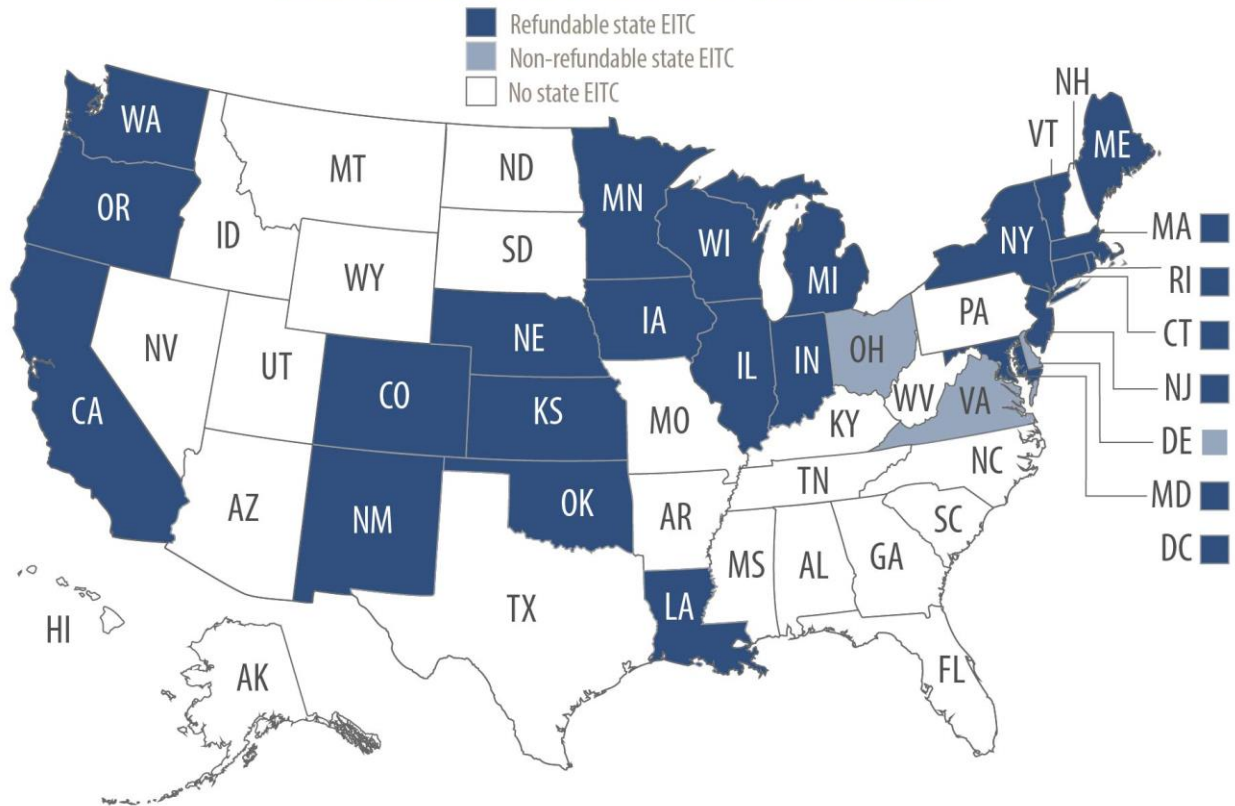 Refundable state EITC
Non-refundable state EITC
No state EITC
NH
VT
WA
ME
MT
ND
MN
OR
ID
SD
WI
NY
MA
WY
MI
RI
PA
IA
NE
CT
NV
OH
UT
IL
IN
NJ
CO
WV
VA
CA
KS
MO
KY
DE
NC
TN
MD
AZ
OK
NM
AR
SC
DC
MS
AL
GA
LA
TX
HI
FL
AK